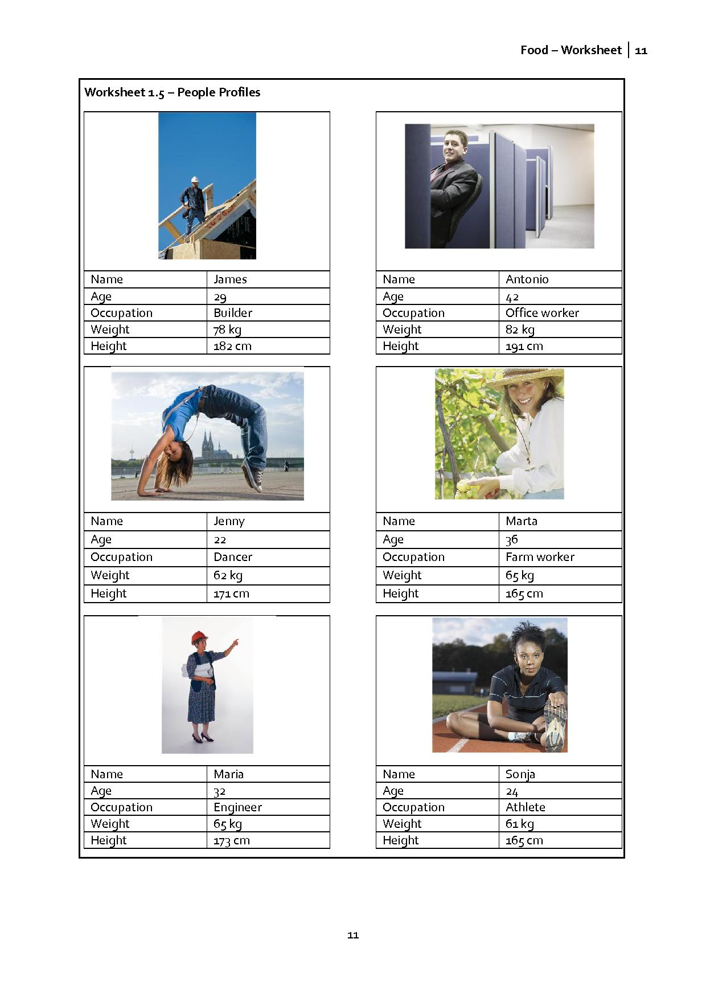 Food – Worksheet 11
Worksheet 1.5 – People Profiles
Name James
Age 29
Occupation Builder
Weight 78 kg
Height 182 cm
Name Antonio
Age 42
Occupation Office worker
Weight 82 kg
Height 191 cm
Name Jenny
Age 22
Occupation Dancer
Weight 62 kg
Height 171 cm
Name Marta
Age 36
Occupation Farm worker
Weight 65 kg
Height 165 cm
Name Maria
Age 32
Occupation Engineer
Weight 65 kg
Height 173 cm
Name Sonja
Age 24
Occupation Athlete
Weight 61 kg
Height 165 cm
11